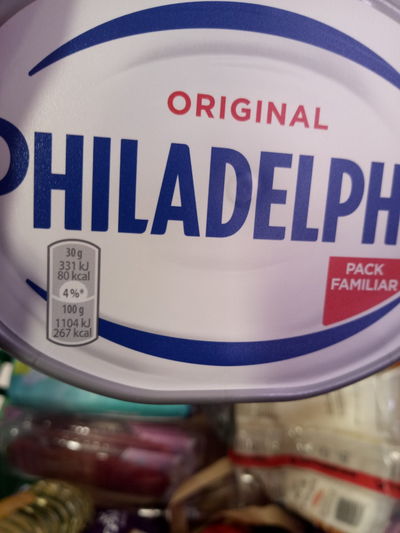 ORIGINAL
PHILADELPH
PACK
FAMILIAR
30 g
331 kJ
80 kcal
4 %*
100 g
1104 kJ
267 kcal